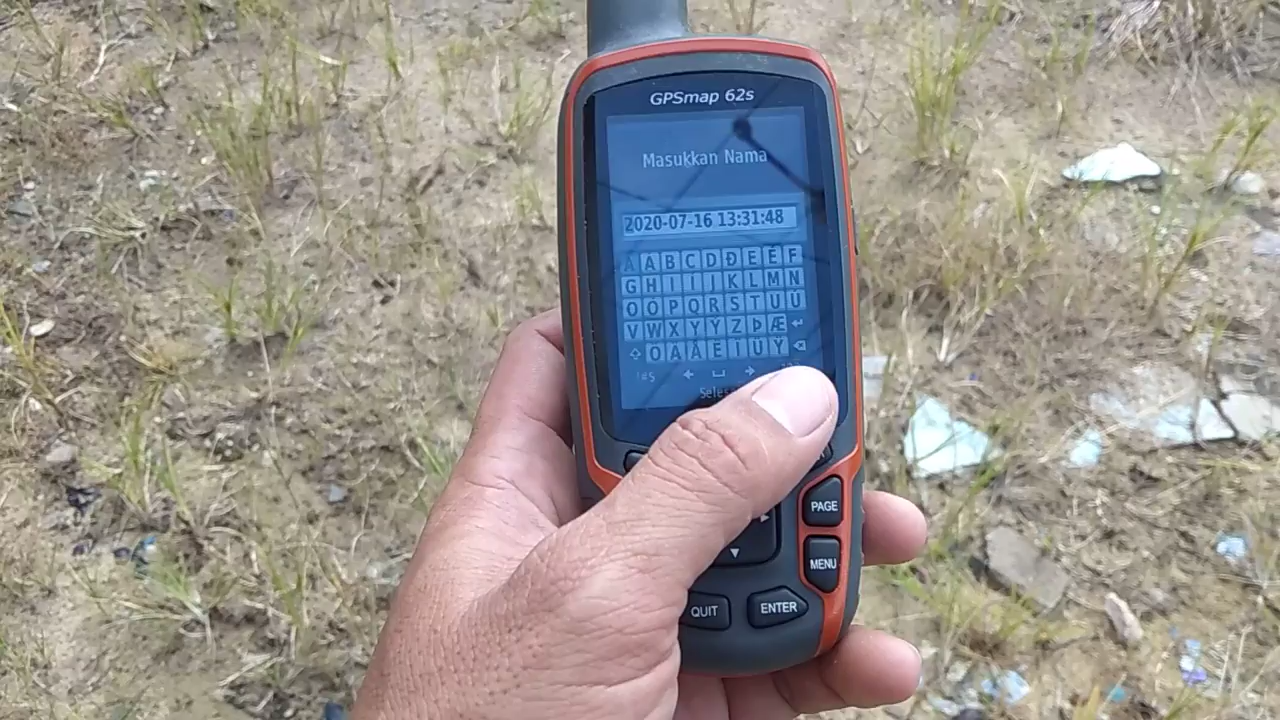 GPSmap 62s
Masukkan Nama
2020-07-16 13:31:48
A B C D Đ E É F
G H I Í J K L M N
O Ó P Q R S T U Ú
V W X Y Ý Z Þ Æ
PAGE
MENU
QUIT ENTER